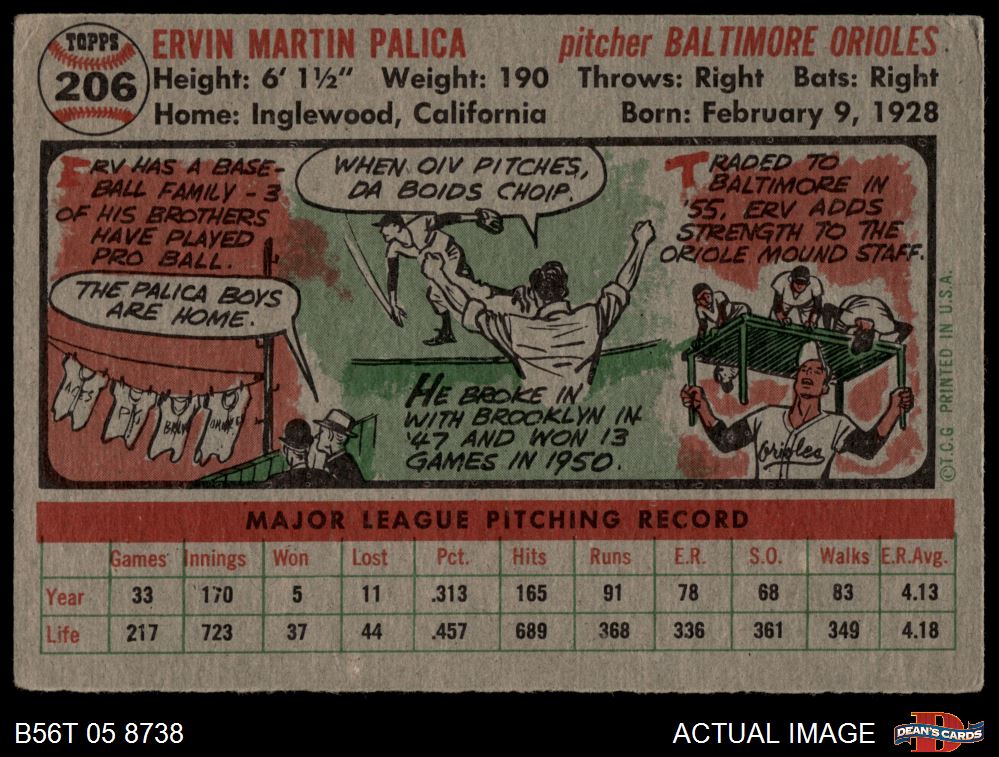 TOPPS
206
ERVIN MARTIN PALICA pitcher BALTIMORE ORIOLES
Height: 6' 1½" Weight: 190 Throws: Right Bats: Right
Home: Inglewood, California Born: February 9, 1928
ERV HAS A BASE-
BALL FAMILY - 3
OF HIS BROTHERS
HAVE PLAYED
PRO BALL.
THE PALICA BOYS
ARE HOME.
WHEN OIV PITCHES,
DA BOIDS CHOIP.
HE BROKE IN
WITH BROOKLYN IN
'47 AND WON 13
GAMES IN 1950.
TRADED TO
BALTIMORE IN
'55, ERV ADDS
STRENGTH TO THE
ORIOLE MOUND STAFF.
Orioles
©T.C.G PRINTED IN U.S.A.
MAJOR LEAGUE PITCHING RECORD
Games Innings Won Lost Pct. Hits Runs E.R. S.O. Walks E.R.Avg.
Year 33 170 5 11 .313 165 91 78 68 83 4.13
Life 217 723 37 44 .457 689 368 336 361 349 4.18
B56T 05 8738 ACTUAL IMAGE DEAN'S CARDS